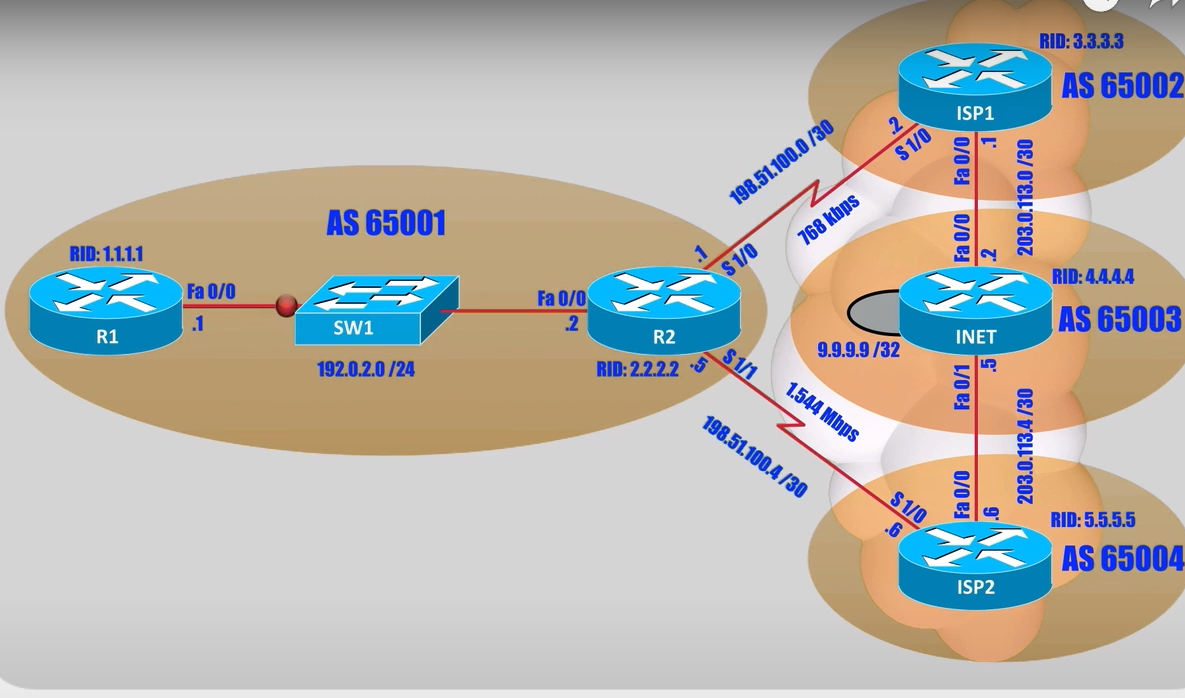 RID: 3.3.3.3
AS 65002
ISP1
.2
S 1/0
198.51.100.0 /30
768 kbps
Fa 0/0
.1
203.0.113.0 /30
AS 65001
RID: 1.1.1.1
R1
Fa 0/0
.1
SW1
192.0.2.0 /24
Fa 0/0
.2
R2
RID: 2.2.2.2
.1
S 1/0
.5
S 1/1
Fa 0/0
.2
RID: 4.4.4.4
AS 65003
INET
9.9.9.9 /32
Fa 0/1
.5
1.544 Mbps
198.51.100.4 /30
203.0.113.4 /30
S 1/0
.6
Fa 0/0
.6
RID: 5.5.5.5
AS 65004
ISP2